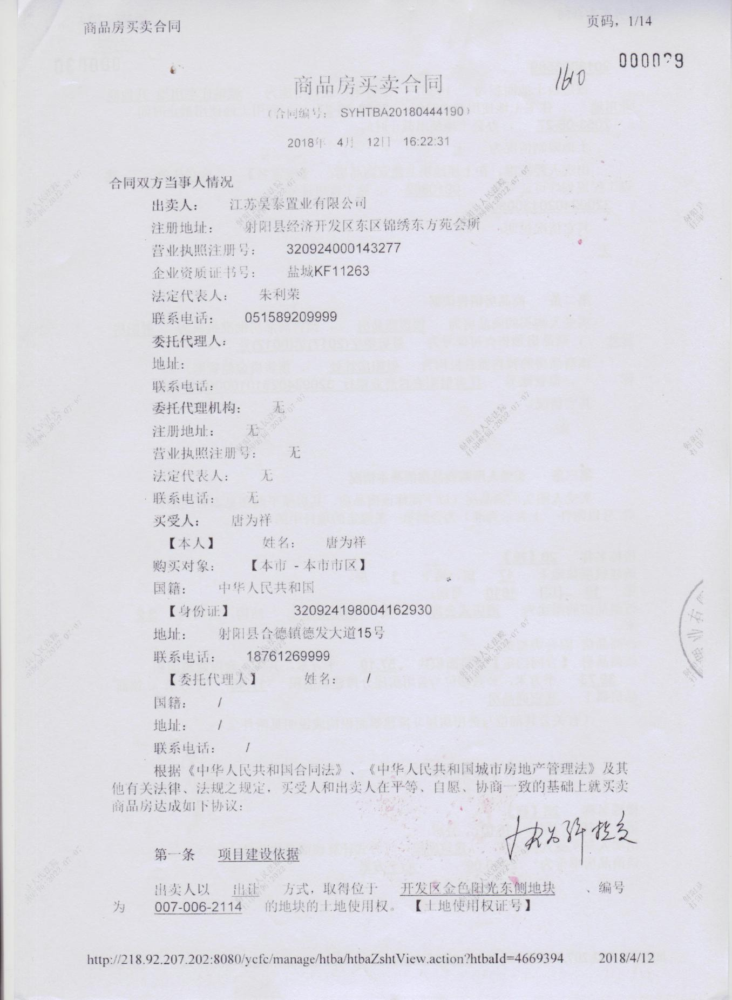 商品房买卖合同
页码，1/14
1610
商品房买卖合同
（合同编号： SYHTBA20180444190）
2018年 4月 12日 16:22:31
合同双方当事人情况
出卖人： 江苏昊泰置业有限公司
注册地址： 射阳县经济开发区东区锦绣东方苑会所
营业执照注册号： 320924000143277
企业资质证书号： 盐城KF11263
法定代表人： 朱利荣
联系电话： 051589209999
委托代理人：
地址：
联系电话：
委托代理机构： 无
注册地址： 无
营业执照注册号： 无
法定代表人： 无
联系电话： 无
买受人： 唐为祥
【本人】 姓名： 唐为祥
购买对象： 【本市 - 本市市区】
国籍： 中华人民共和国
【身份证】 320924198004162930
地址： 射阳县合德镇德发大道15号
联系电话： 18761269999
【委托代理人】 姓名： /
国籍： /
地址： /
联系电话： /
根据《中华人民共和国合同法》、《中华人民共和国城市房地产管理法》及其
他有关法律、法规之规定，买受人和出卖人在平等、自愿、协商一致的基础上就买卖
商品房达成如下协议：
第一条 项目建设依据
出卖人以 出让 方式，取得位于 开发区金色阳光东侧地块 、编号
为 007-006-2114 的地块的土地使用权。 【土地使用权证号】
http://218.92.207.202:8080/ycfc/manage/htba/htbaZshtView.action?htbaId=4669394
2018/4/12
射阳县人民法院
打印时间:2022-07-07